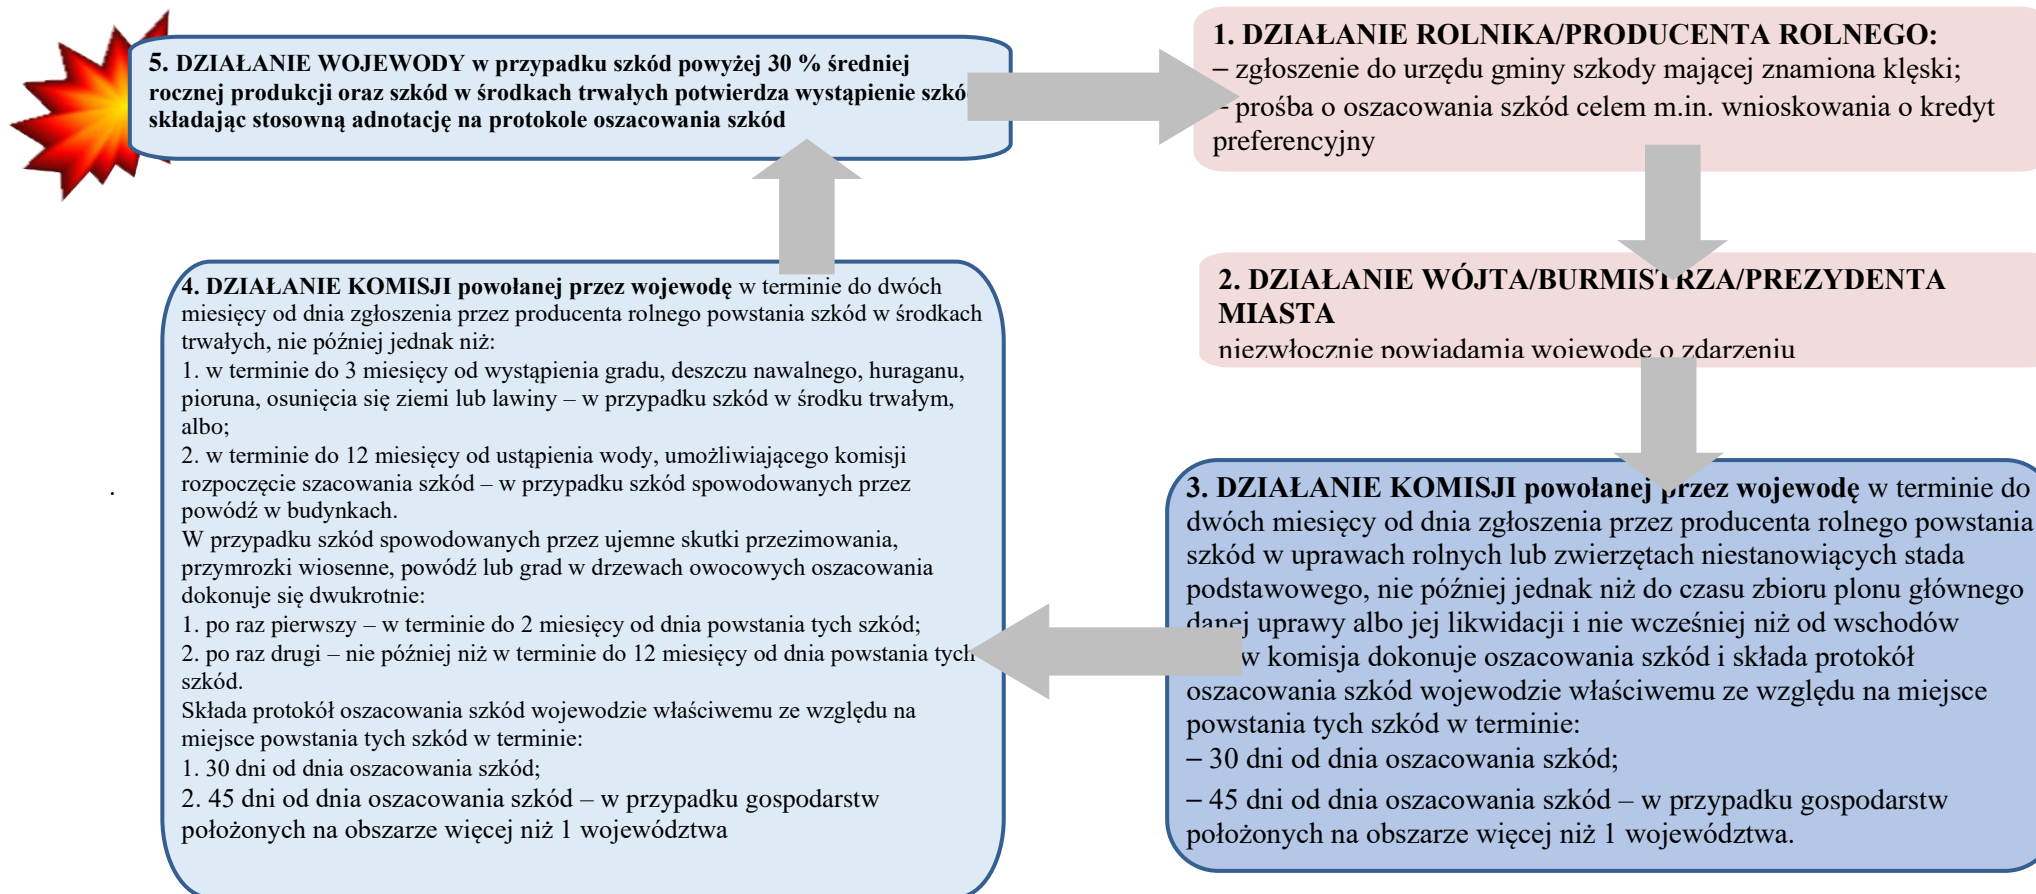 5. DZIAŁANIE WOJEWODY w przypadku szkód powyżej 30 % średniej
rocznej produkcji oraz szkód w środkach trwałych potwierdza wystąpienie
składając stosowną adnotację na protokole oszacowania szkód
1. DZIAŁANIE ROLNIKA/PRODUCENTA ROLNEGO:
– zgłoszenie do urzędu gminy szkody mającej znamiona klęski;
– prośba o oszacowania szkód celem m.in. wnioskowania o kredyt
preferencyjny
2. DZIAŁANIE WÓJTA/BURMISTRZA/PREZYDENTA
MIASTA
niezwłocznie powiadamia wojewodę o zdarzeniu
3. DZIAŁANIE KOMISJI powołanej przez wojewodę w terminie do
dwóch miesięcy od dnia zgłoszenia przez producenta rolnego powstania
szkód w uprawach rolnych lub zwierzętach niestanowiących stada
podstawowego, nie później jednak niż do czasu zbioru plonu głównego
danej uprawy albo jej likwidacji i nie wcześniej niż od wschodów
komisja dokonuje oszacowania szkód i składa protokół
oszacowania szkód wojewodzie właściwemu ze względu na miejsce
powstania tych szkód w terminie:
– 30 dni od dnia oszacowania szkód;
– 45 dni od dnia oszacowania szkód – w przypadku gospodarstw
położonych na obszarze więcej niż 1 województwa.
4. DZIAŁANIE KOMISJI powołanej przez wojewodę w terminie do dwóch
miesięcy od dnia zgłoszenia przez producenta rolnego powstania szkód w środkach
trwałych, nie później jednak niż:
1. w terminie do 3 miesięcy od wystąpienia gradu, deszczu nawalnego, huraganu,
pioruna, osunięcia się ziemi lub lawiny – w przypadku szkód w środku trwałym,
albo;
2. w terminie do 12 miesięcy od ustąpienia wody, umożliwiającego komisji
rozpoczęcie szacowania szkód – w przypadku szkód spowodowanych przez
powódź w budynkach.
W przypadku szkód spowodowanych przez ujemne skutki przezimowania,
przymrozki wiosenne, powódź lub grad w drzewach owocowych oszacowania
dokonuje się dwukrotnie:
1. po raz pierwszy – w terminie do 2 miesięcy od dnia powstania tych szkód;
2. po raz drugi – nie później niż w terminie do 12 miesięcy od dnia powstania tych
szkód.
Składa protokół oszacowania szkód wojewodzie właściwemu ze względu na
miejsce powstania tych szkód w terminie:
1. 30 dni od dnia oszacowania szkód;
2. 45 dni od dnia oszacowania szkód – w przypadku gospodarstw
położonych na obszarze więcej niż 1 województwa
.